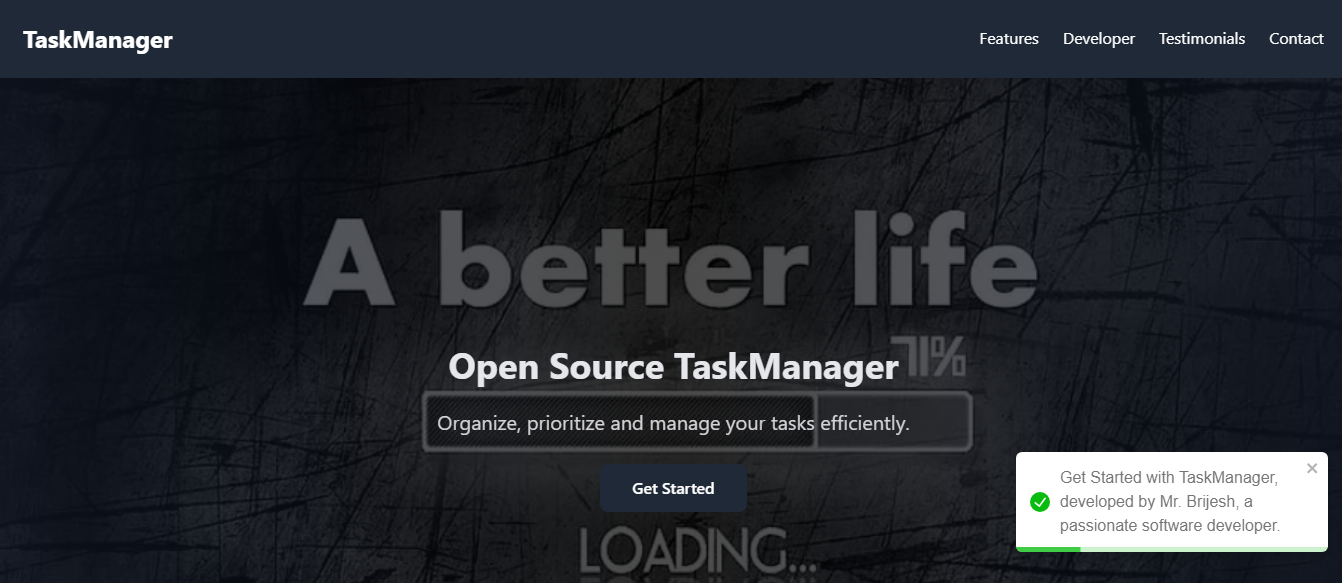 TaskManager
Features Developer Testimonials Contact
A better life
71%
Open Source TaskManager
Organize, prioritize and manage your tasks efficiently.
Get Started
LOADING...
Get Started with TaskManager,
developed by Mr. Brijesh, a
passionate software developer.